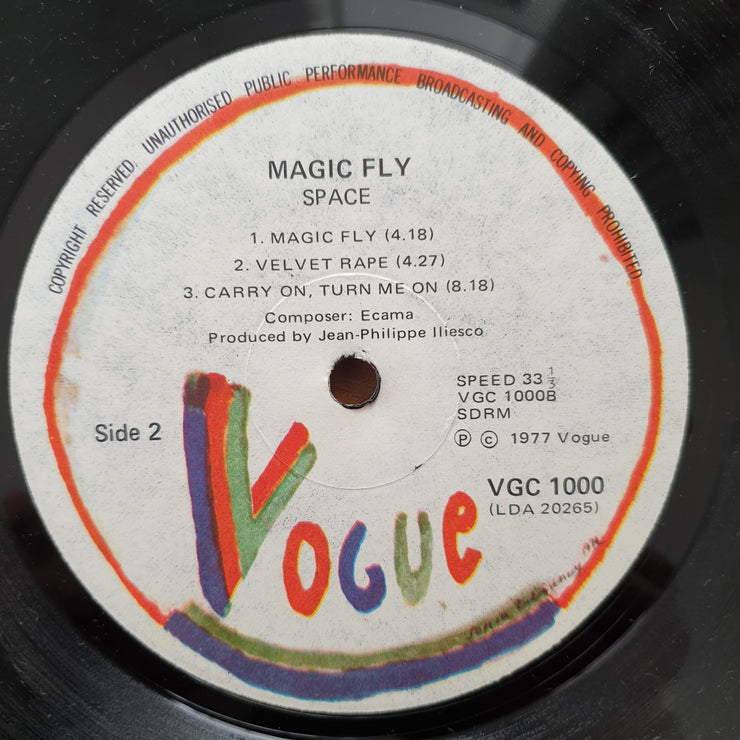 COPYRIGHT RESERVED. UNAUTHORISED PUBLIC PERFORMANCE BROADCASTING AND COPYING PROHIBITED
MAGIC FLY
SPACE
1. MAGIC FLY (4.18)
2. VELVET RAPE (4.27)
3. CARRY ON, TURN ME ON (8.18)
Composer: Ecama
Produced by Jean-Philippe Iliesco
SPEED 33 1/3
VGC 1000B
SDRM
Side 2
Ⓟ © 1977 Vogue
VGC 1000
(LDA 20265)
VOGUE